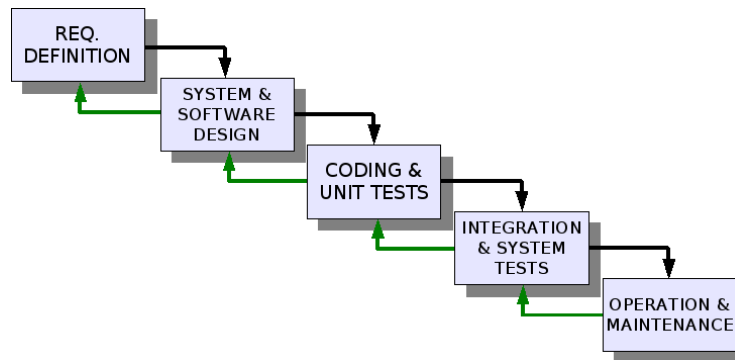 REQ.
DEFINITION
SYSTEM &
SOFTWARE
DESIGN
CODING &
UNIT TESTS
INTEGRATION
& SYSTEM
TESTS
OPERATION &
MAINTENANCE